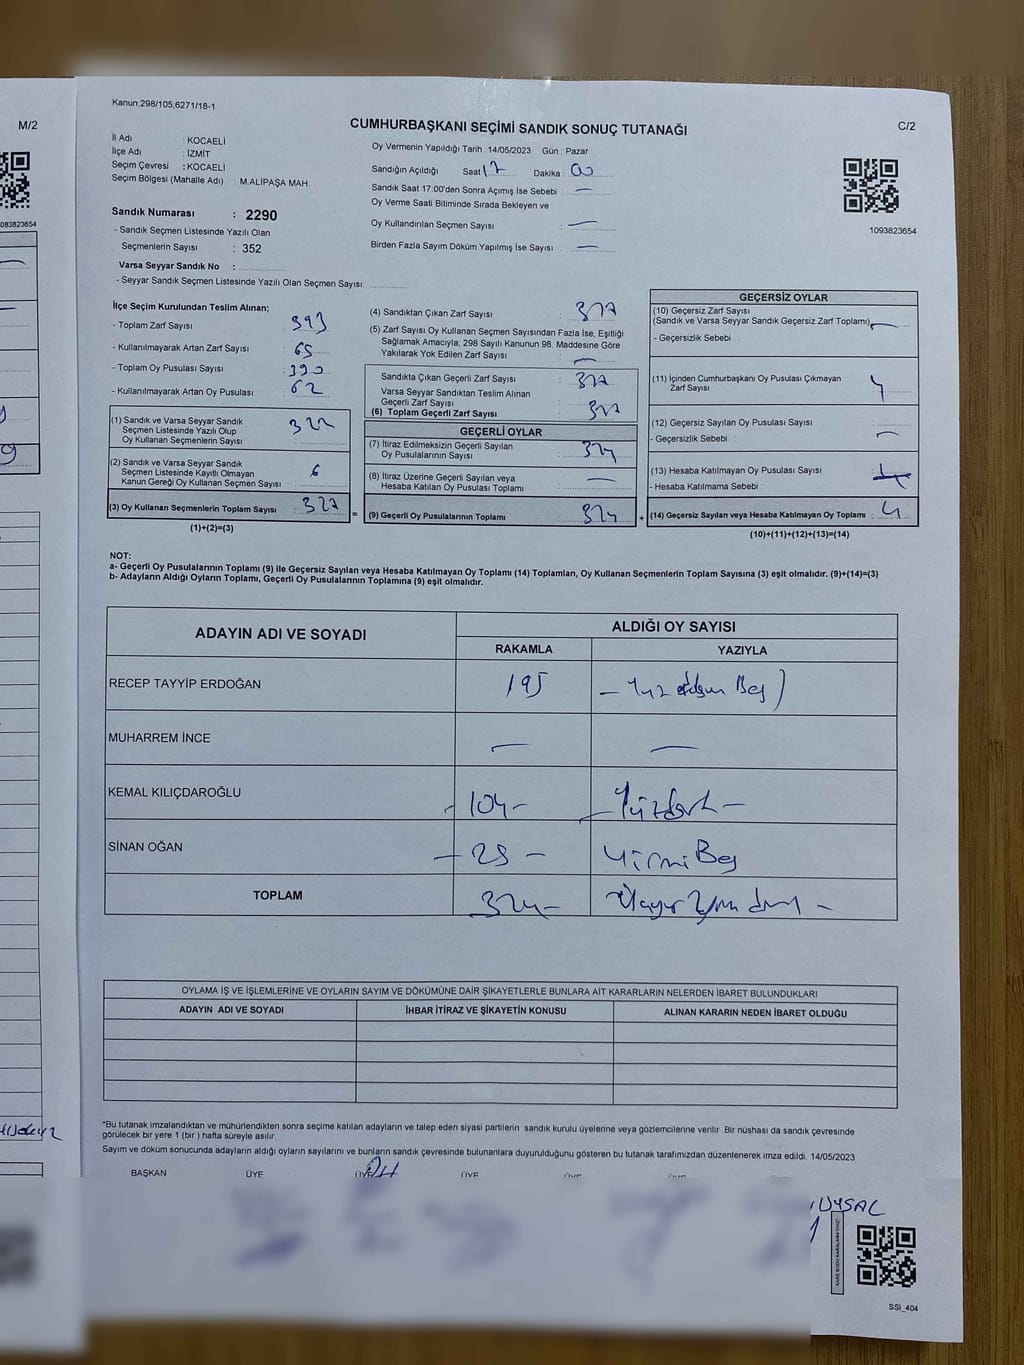 M/2
083823654
Kanun;298/105;6271/18-1
CUMHURBAŞKANI SEÇİMİ SANDIK SONUÇ TUTANAĞI
C/2
İl Adı : KOCAELİ
İlçe Adı : İZMİT
Seçim Çevresi : KOCAELİ
Seçim Bölgesi (Mahalle Adı) : M.ALİPAŞA MAH.
Oy Vermenin Yapıldığı Tarih : 14/05/2023 Gün : Pazar
Sandığın Açıldığı Saat 17 Dakika : 00
Sandık Saat 17:00'den Sonra Açımış İse Sebebi : —
Oy Verme Saati Bitiminde Sırada Bekleyen ve
Oy Kullandırılan Seçmen Sayısı : —
Birden Fazla Sayım Döküm Yapılmış İse Sayısı : —
1093823654
Sandık Numarası : 2290
- Sandık Seçmen Listesinde Yazılı Olan
Seçmenlerin Sayısı : 352
Varsa Seyyar Sandık No :
- Seyyar Sandık Seçmen Listesinde Yazılı Olan Seçmen Sayısı:
İlçe Seçim Kurulundan Teslim Alınan;
- Toplam Zarf Sayısı : 393
- Kullanılmayarak Artan Zarf Sayısı : 65
- Toplam Oy Pusulası Sayısı : 390
- Kullanılmayarak Artan Oy Pusulası : 62
(1) Sandık ve Varsa Seyyar Sandık
Seçmen Listesinde Yazılı Olup
Oy Kullanan Seçmenlerin Sayısı : 322
(2) Sandık ve Varsa Seyyar Sandık
Seçmen Listesinde Kayıtlı Olmayan
Kanun Gereği Oy Kullanan Seçmen Sayısı : 6
(3) Oy Kullanan Seçmenlerin Toplam Sayısı : 327
(1)+(2)=(3)
=
(4) Sandıktan Çıkan Zarf Sayısı : 327
(5) Zarf Sayısı Oy Kullanan Seçmen Sayısından Fazla İse, Eşitliği
Sağlamak Amacıyla, 298 Sayılı Kanunun 98. Maddesine Göre
Yakılarak Yok Edilen Zarf Sayısı : —
Sandıkta Çıkan Geçerli Zarf Sayısı : 327
Varsa Seyyar Sandıktan Teslim Alınan
Geçerli Zarf Sayısı :
(6) Toplam Geçerli Zarf Sayısı : 327
GEÇERLİ OYLAR
(7) İtiraz Edilmeksizin Geçerli Sayılan
Oy Pusulalarının Sayısı : 324
(8) İtiraz Üzerine Geçerli Sayılan veya
Hesaba Katılan Oy Pusulası Toplamı : —
(9) Geçerli Oy Pusulalarının Toplamı : 324
+
GEÇERSİZ OYLAR
(10) Geçersiz Zarf Sayısı
(Sandık ve Varsa Seyyar Sandık Geçersiz Zarf Toplamı) : —
- Geçersizlik Sebebi :
(11) İçinden Cumhurbaşkanı Oy Pusulası Çıkmayan
Zarf Sayısı : 4
(12) Geçersiz Sayılan Oy Pusulası Sayısı :
- Geçersizlik Sebebi : —
(13) Hesaba Katılmayan Oy Pusulası Sayısı :
- Hesaba Katılmama Sebebi :
(14) Geçersiz Sayılan veya Hesaba Katılmayan Oy Toplamı : 4
(10)+(11)+(12)+(13)=(14)
NOT:
a- Geçerli Oy Pusulalarının Toplamı (9) ile Geçersiz Sayılan veya Hesaba Katılmayan Oy Toplamı (14) Toplamları, Oy Kullanan Seçmenlerin Toplam Sayısına (3) eşit olmalıdır. (9)+(14)=(3)
b- Adayların Aldığı Oyların Toplamı, Geçerli Oy Pusulalarının Toplamına (9) eşit olmalıdır.
ADAYIN ADI VE SOYADI
ALDIĞI OY SAYISI
RAKAMLA YAZIYLA
RECEP TAYYİP ERDOĞAN 195
MUHARREM İNCE — —
KEMAL KILIÇDAROĞLU 104 - Yüzdört -
SİNAN OĞAN - 25 - YirmiBeş
TOPLAM 324 -
OYLAMA İŞ VE İŞLEMLERİNE VE OYLARIN SAYIM VE DÖKÜMÜNE DAİR ŞİKAYETLERLE BUNLARA AİT KARARLARIN NELERDEN İBARET BULUNDUKLARI
ADAYIN ADI VE SOYADI İHBAR İTİRAZ VE ŞİKAYETİN KONUSU ALINAN KARARIN NEDEN İBARET OLDUĞU
*Bu tutanak imzalandıktan ve mühürlendikten sonra seçime katılan adayların ve talep eden siyasi partilerin sandık kurulu üyelerine veya gözlemcilerine verilir. Bir nüshası da sandık çevresinde
görülecek bir yere 1 (bir) hafta süreyle asılır.
Sayım ve döküm sonucunda adayların aldığı oyların sayılarını ve bunların sandık çevresinde bulunanlara duyurulduğunu gösteren bu tutanak tarafımızdan düzenlenerek imza edildi. 14/05/2023
BAŞKAN ÜYE ÜYE ÜYE ÜYE ÜYE
UYSAL
SSI_404